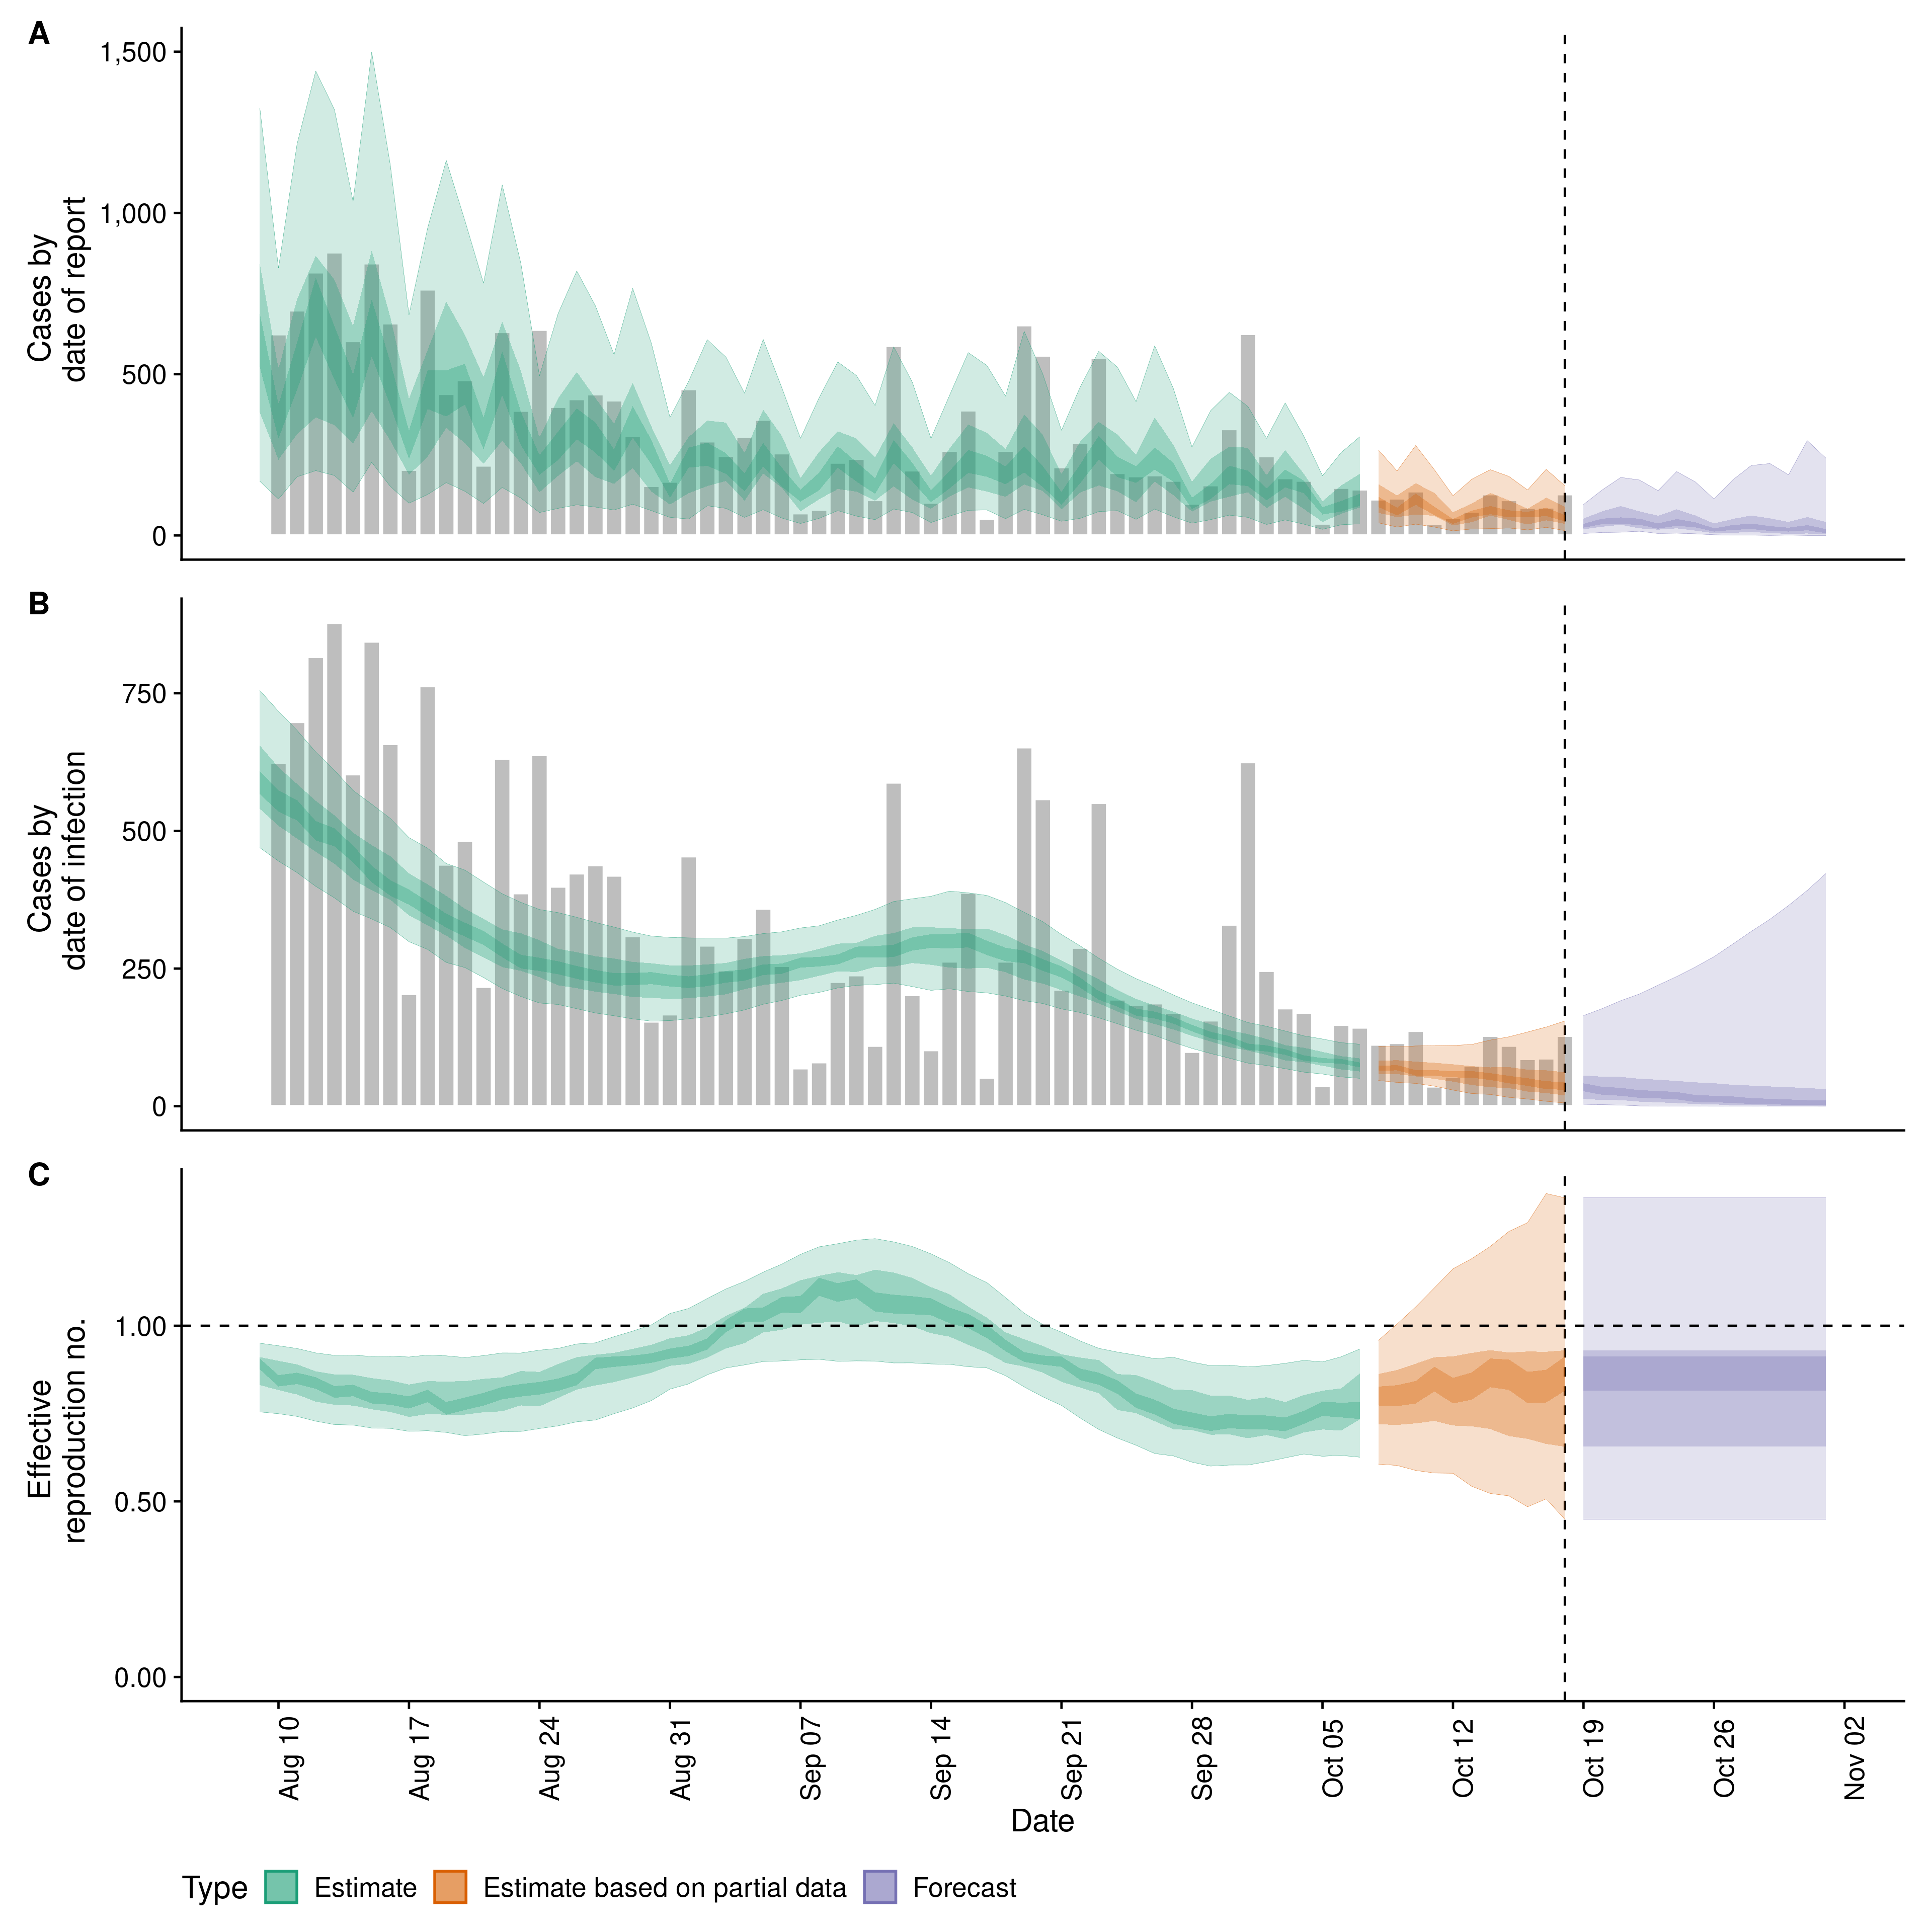 A
Cases by
date of report
1,500
1,000
500
0
B
Cases by
date of infection
750
500
250
0
C
Effective
reproduction no.
1.00
0.50
0.00
Aug 10
Aug 17
Aug 24
Aug 31
Sep 07
Sep 14
Sep 21
Sep 28
Oct 05
Oct 12
Oct 19
Oct 26
Nov 02
Date
Type Estimate Estimate based on partial data Forecast